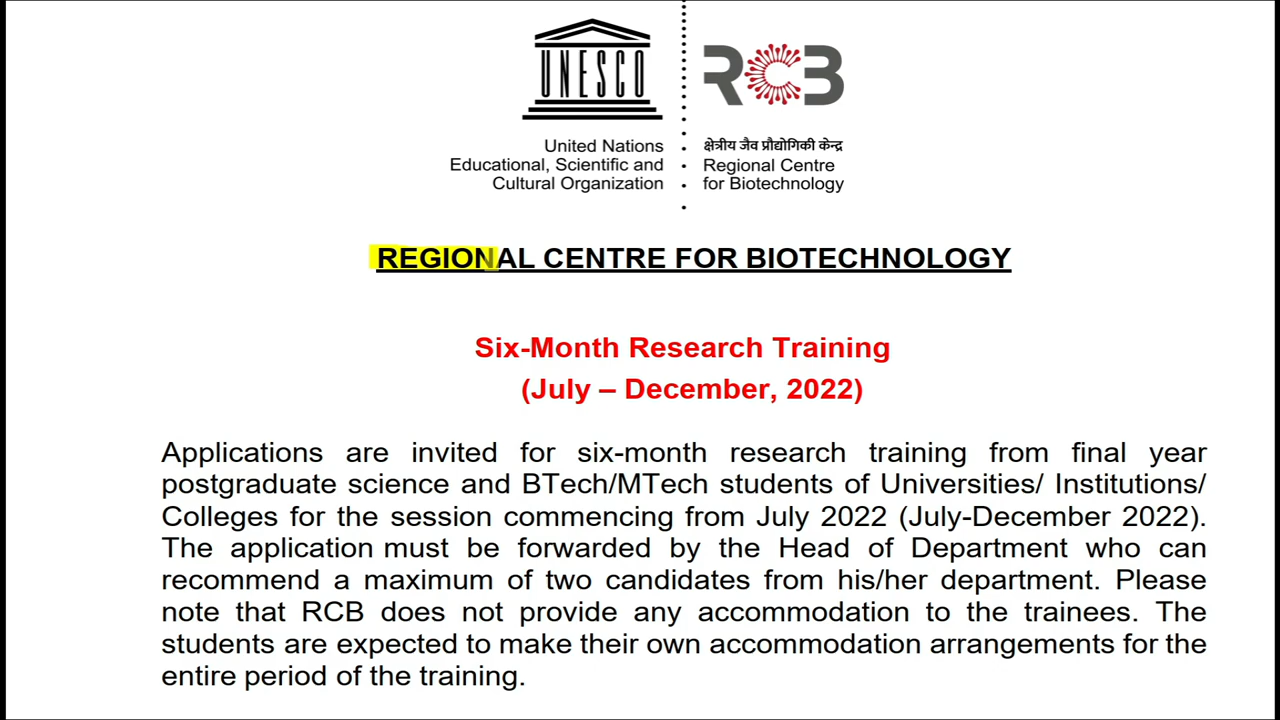 UNESCO
RCB
United Nations
Educational, Scientific and
Cultural Organization
क्षेत्रीय जैव प्रौद्योगिकी केन्द्र
Regional Centre
for Biotechnology
REGIONAL CENTRE FOR BIOTECHNOLOGY
Six-Month Research Training
(July – December, 2022)
Applications are invited for six-month research training from final year
postgraduate science and BTech/MTech students of Universities/ Institutions/
Colleges for the session commencing from July 2022 (July-December 2022).
The application must be forwarded by the Head of Department who can
recommend a maximum of two candidates from his/her department. Please
note that RCB does not provide any accommodation to the trainees. The
students are expected to make their own accommodation arrangements for the
entire period of the training.